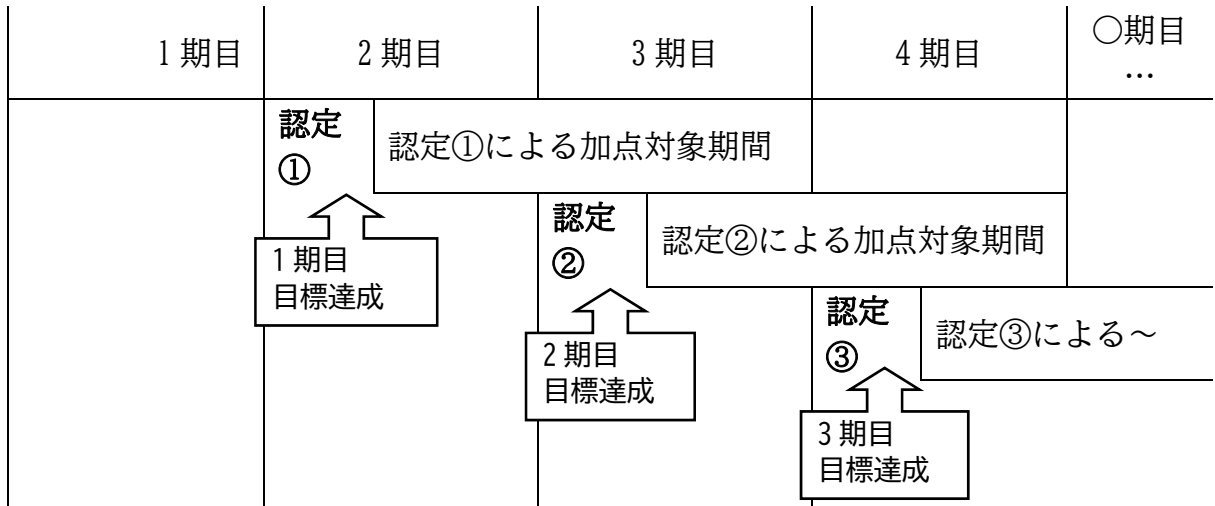 1期目
2期目
3期目
4期目
○期目
…
認定
①
認定①による加点対象期間
1期目
目標達成
認定
②
認定②による加点対象期間
2期目
目標達成
認定
③
認定③による～
3期目
目標達成